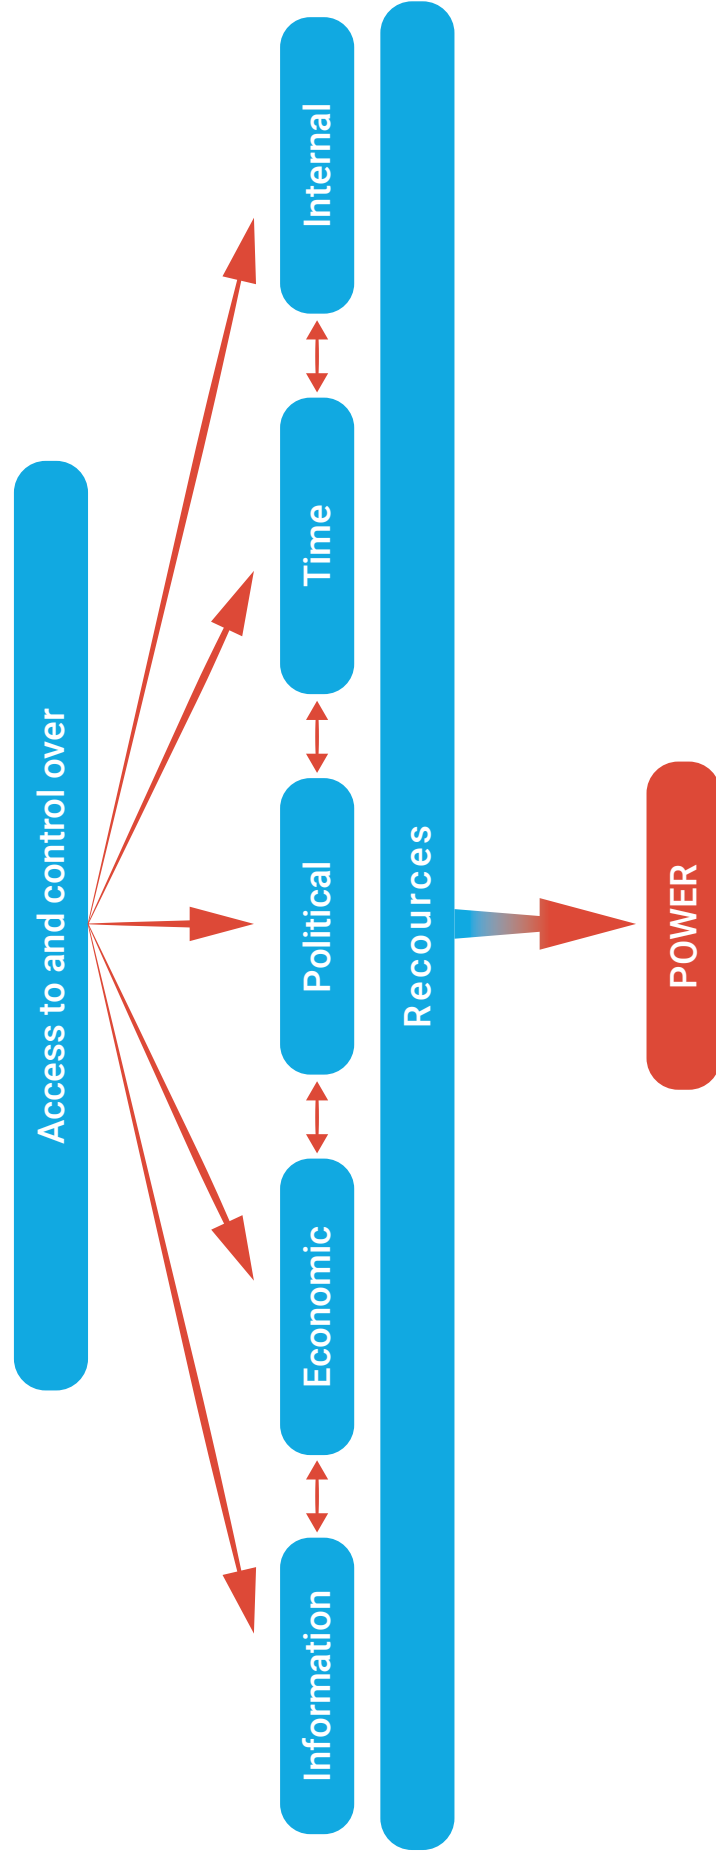 Access to and control over
Information
Economic
Political
Time
Internal
Recources
POWER